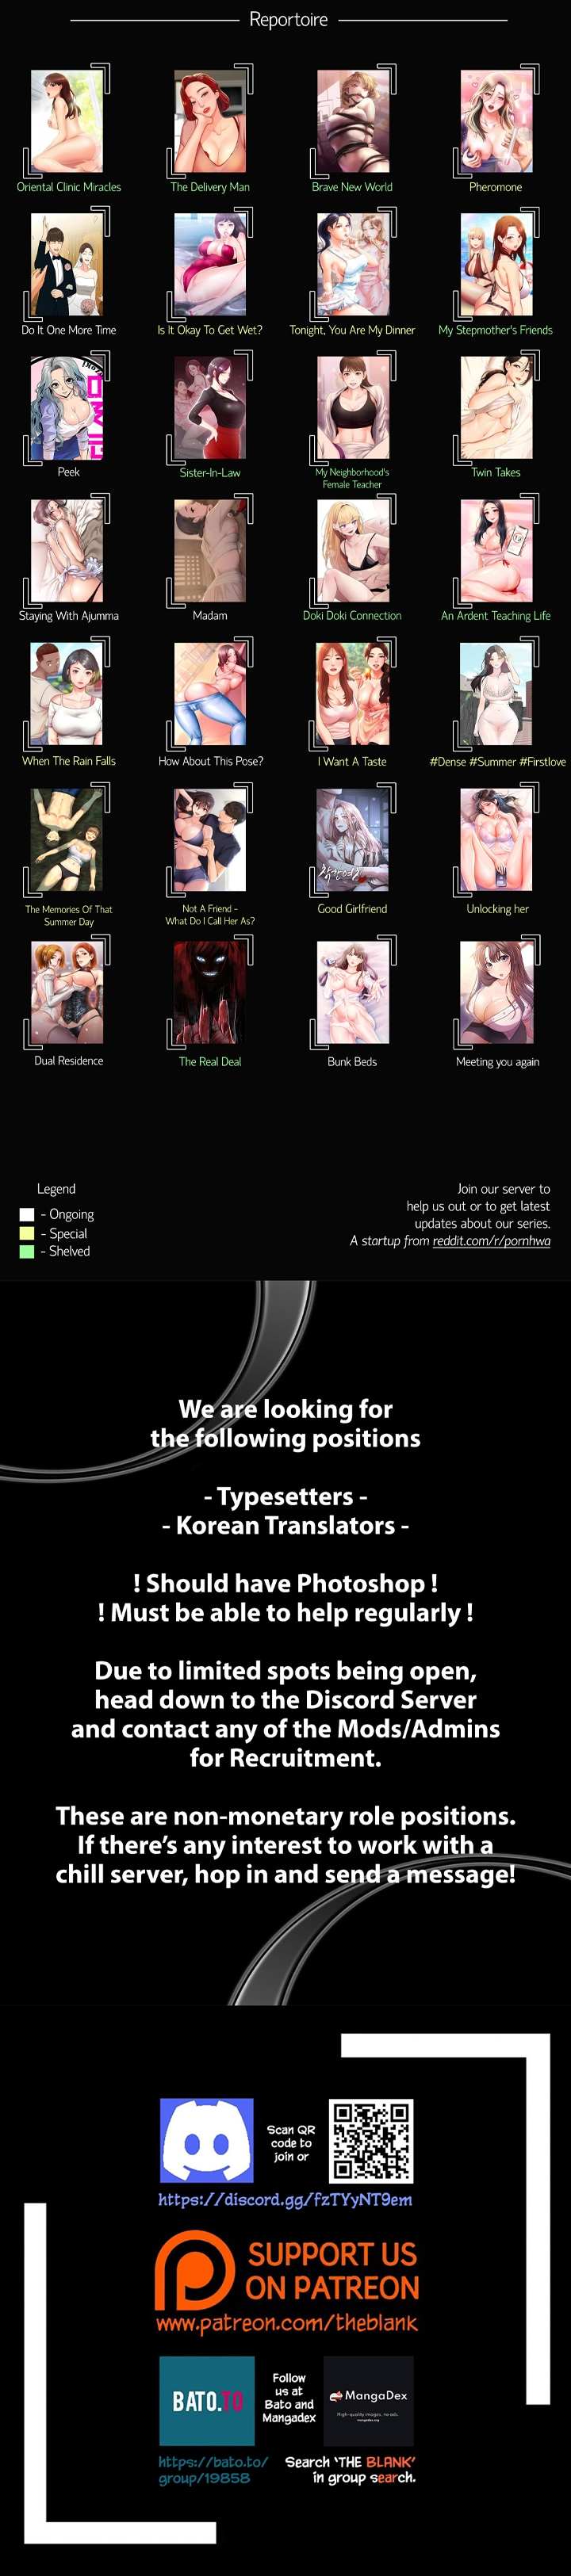 Reportoire
Oriental Clinic Miracles
The Delivery Man
Brave New World
Pheromone
Do It One More Time
Is It Okay To Get Wet?
Tonight, You Are My Dinner
My Stepmother's Friends
Peek
Sister-In-Law
My Neighborhood's
Female Teacher
Twin Takes
Staying With Ajumma
Madam
Doki Doki Connection
An Ardent Teaching Life
When The Rain Falls
How About This Pose?
I Want A Taste
#Dense #Summer #Firstlove
The Memories Of That
Summer Day
Not A Friend -
What Do I Call Her As?
Good Girlfriend
Unlocking her
Dual Residence
The Real Deal
Bunk Beds
Meeting you again
Legend
- Ongoing
- Special
- Shelved
Join our server to
help us out or to get latest
updates about our series.
A startup from reddit.com/r/pornhwa
We are looking for
the following positions
- Typesetters -
- Korean Translators -
! Should have Photoshop !
! Must be able to help regularly !
Due to limited spots being open,
head down to the Discord Server
and contact any of the Mods/Admins
for Recruitment.
These are non-monetary role positions.
If there's any interest to work with a
chill server, hop in and send a message!
Scan QR
code to
join or
https://discord.gg/fzTYyNT9em
SUPPORT US
ON PATREON
www.patreon.com/theblank
BATO.TO
Follow
us at
Bato and
Mangadex
MangaDex
High-quality images, no ads
mangadex.org
https://bato.to/
group/19858
Search 'THE BLANK'
in group search.